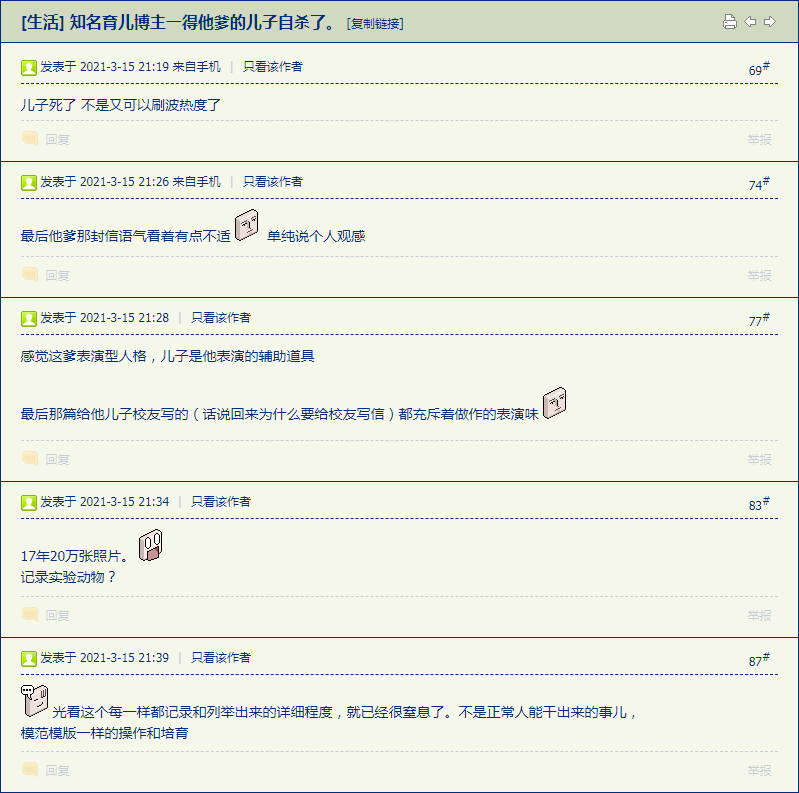 [生活] 知名育儿博主一得他爹的儿子自杀了。 [复制链接]
发表于 2021-3-15 21:19 来自手机 | 只看该作者 69#
儿子死了 不是又可以刷波热度了
回复 举报
发表于 2021-3-15 21:26 来自手机 | 只看该作者 74#
最后他爹那封信语气看着有点不适 单纯说个人观感
回复 举报
发表于 2021-3-15 21:28 | 只看该作者 77#
感觉这爹表演型人格，儿子是他表演的辅助道具
最后那篇给他儿子校友写的（话说回来为什么要给校友写信）都充斥着做作的表演味
回复 举报
发表于 2021-3-15 21:34 | 只看该作者 83#
17年20万张照片。
记录实验动物？
回复 举报
发表于 2021-3-15 21:39 | 只看该作者 87#
光看这个每一样都记录和列举出来的详细程度，就已经很窒息了。不是正常人能干出来的事儿，
模范模版一样的操作和培育
回复 举报